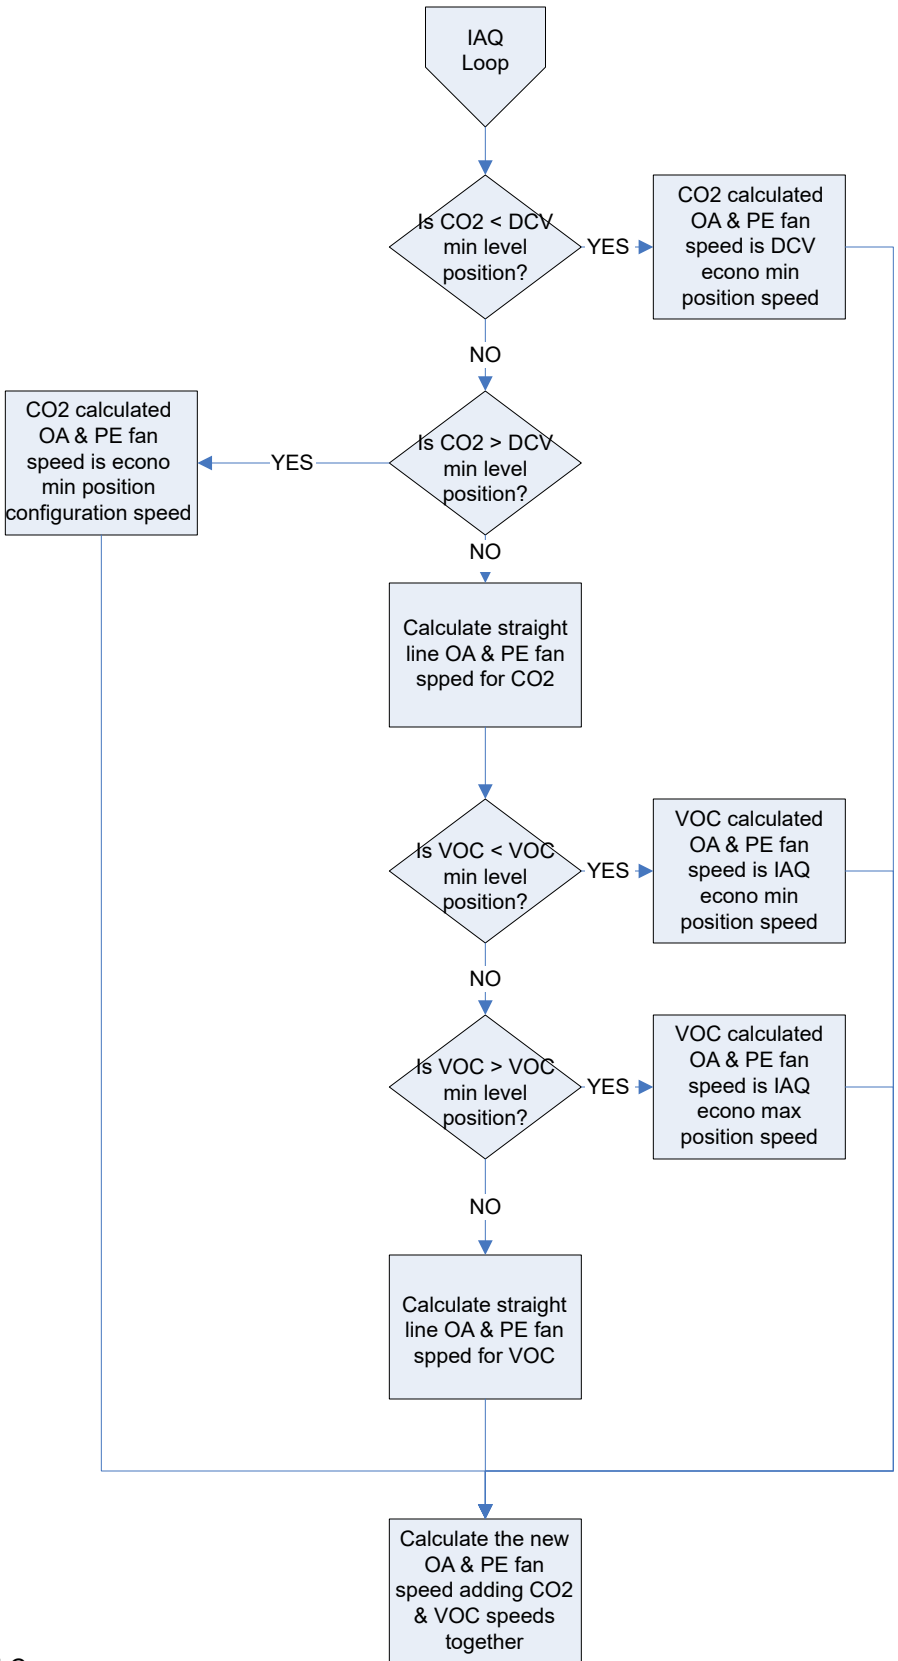 IAQ
Loop
Is CO2 < DCV
min level
position?
YES
CO2 calculated
OA & PE fan
speed is DCV
econo min
position speed
NO
CO2 calculated
OA & PE fan
speed is econo
min position
configuration speed
YES
Is CO2 > DCV
min level
position?
NO
Calculate straight
line OA & PE fan
spped for CO2
Is VOC < VOC
min level
position?
YES
VOC calculated
OA & PE fan
speed is IAQ
econo min
position speed
NO
Is VOC > VOC
min level
position?
YES
VOC calculated
OA & PE fan
speed is IAQ
econo max
position speed
NO
Calculate straight
line OA & PE fan
spped for VOC
Calculate the new
OA & PE fan
speed adding CO2
& VOC speeds
together